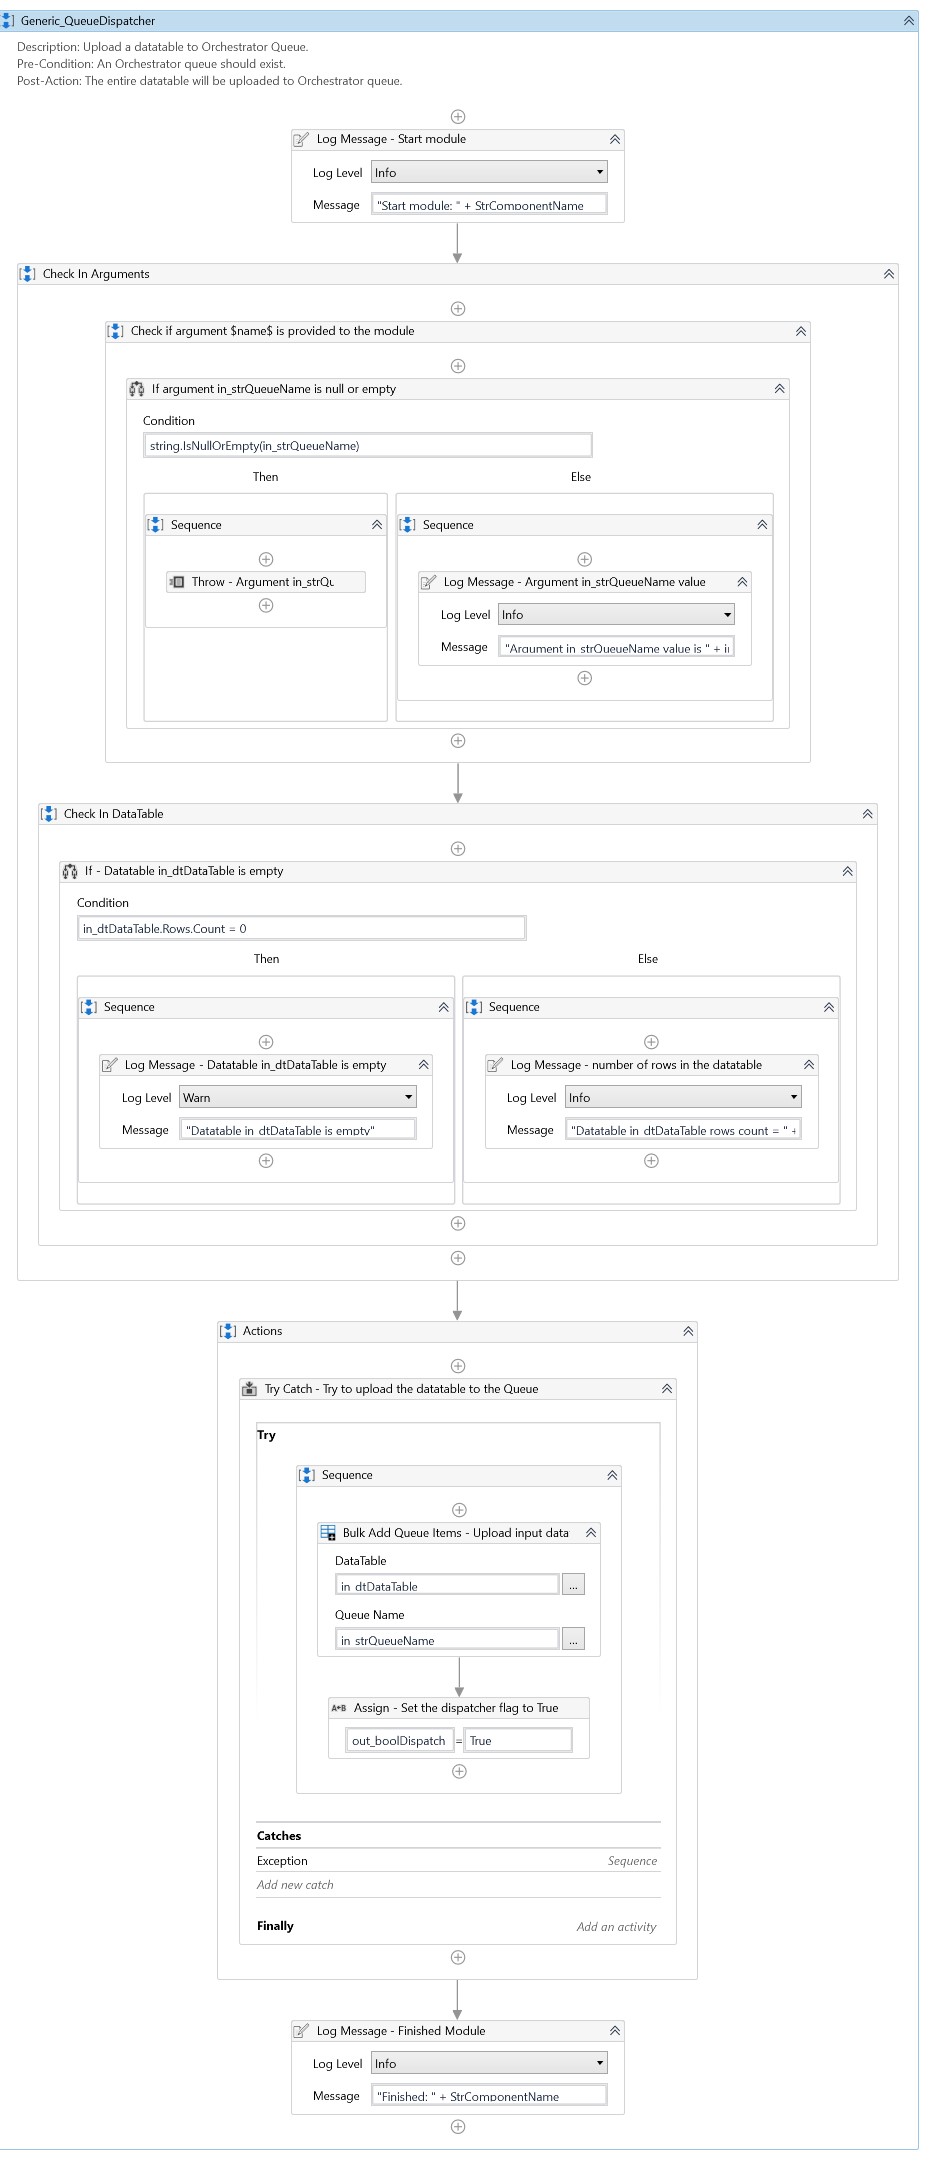 Generic_QueueDispatcher
Description: Upload a datatable to Orchestrator Queue.
Pre-Condition: An Orchestrator queue should exist.
Post-Action: The entire datatable will be uploaded to Orchestrator queue.
Log Message - Start module
Log Level Info
Message "Start module: " + StrComponentName
Check In Arguments
Check if argument $name$ is provided to the module
If argument in_strQueueName is null or empty
Condition
string.IsNullOrEmpty(in_strQueueName)
Then Else
Sequence Sequence
Throw - Argument in_strQu Log Message - Argument in_strQueueName value
Log Level Info
Message "Argument in_strQueueName value is " + i
Check In DataTable
If - Datatable in_dtDataTable is empty
Condition
in_dtDataTable.Rows.Count = 0
Then Else
Sequence Sequence
Log Message - Datatable in_dtDataTable is empty Log Message - number of rows in the datatable
Log Level Warn Log Level Info
Message "Datatable in_dtDataTable is empty" Message "Datatable in_dtDataTable rows count = " +
Actions
Try Catch - Try to upload the datatable to the Queue
Try
Sequence
Bulk Add Queue Items - Upload input data
DataTable
in_dtDataTable ...
Queue Name
in_strQueueName ...
A+B Assign - Set the dispatcher flag to True
out_boolDispatch = True
Catches
Exception Sequence
Add new catch
Finally Add an activity
Log Message - Finished Module
Log Level Info
Message "Finished: " + StrComponentName